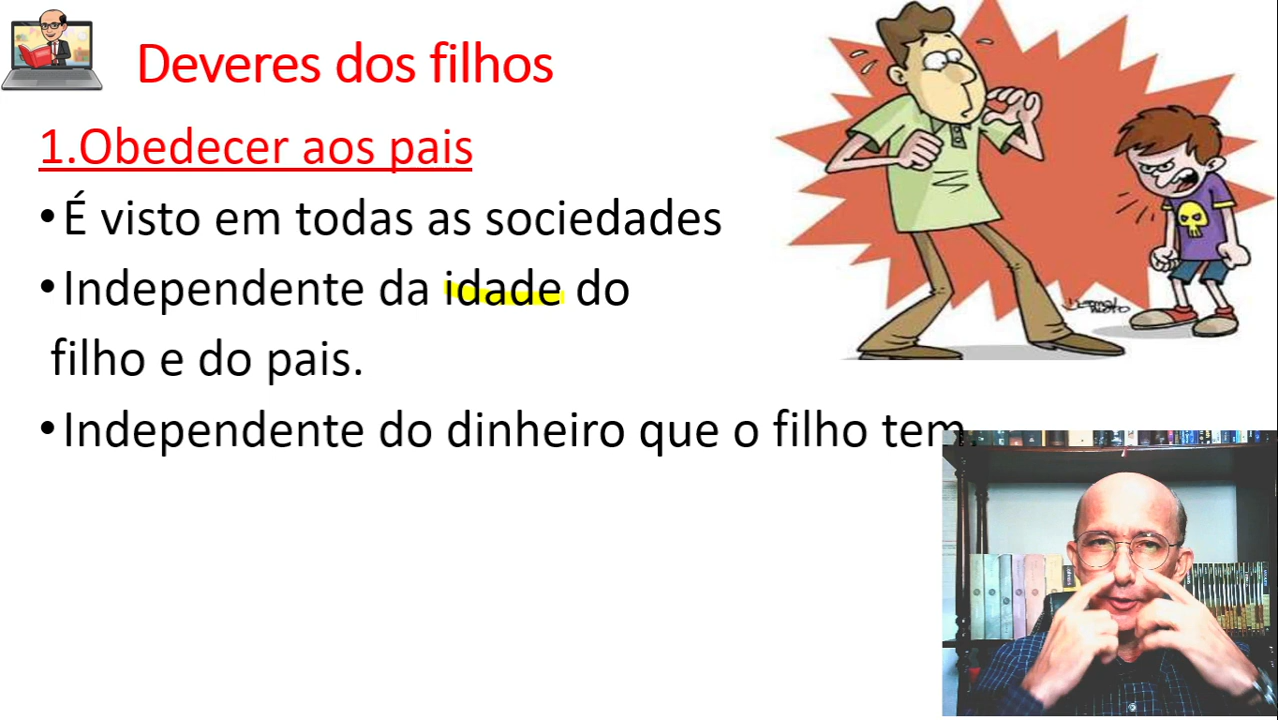 Deveres dos filhos
1.Obedecer aos pais
•É visto em todas as sociedades
•Independente da idade do
filho e do pais.
•Independente do dinheiro que o filho tem.